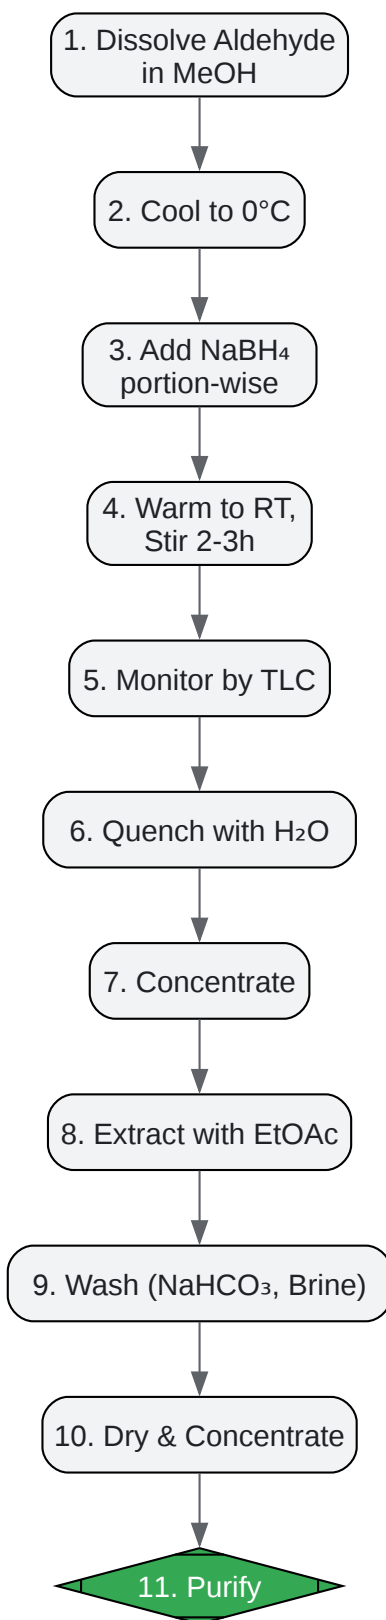 1. Dissolve Aldehyde
in MeOH
2. Cool to 0°C
3. Add NaBH₄
portion-wise
4. Warm to RT,
Stir 2-3h
5. Monitor by TLC
6. Quench with H₂O
7. Concentrate
8. Extract with EtOAc
9. Wash (NaHCO₃, Brine)
10. Dry & Concentrate
11. Purify